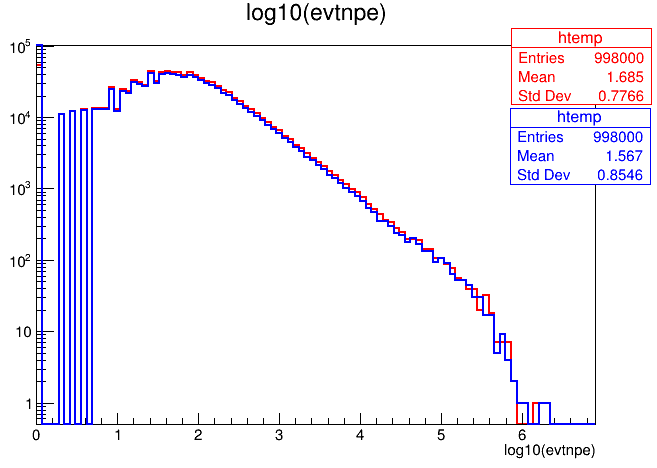 log10(evtnpe)
htemp
Entries 998000
Mean 1.685
Std Dev 0.7766
htemp
Entries 998000
Mean 1.567
Std Dev 0.8546
10^5
10^4
10^3
10^2
10
1
0 1 2 3 4 5 6
log10(evtnpe)